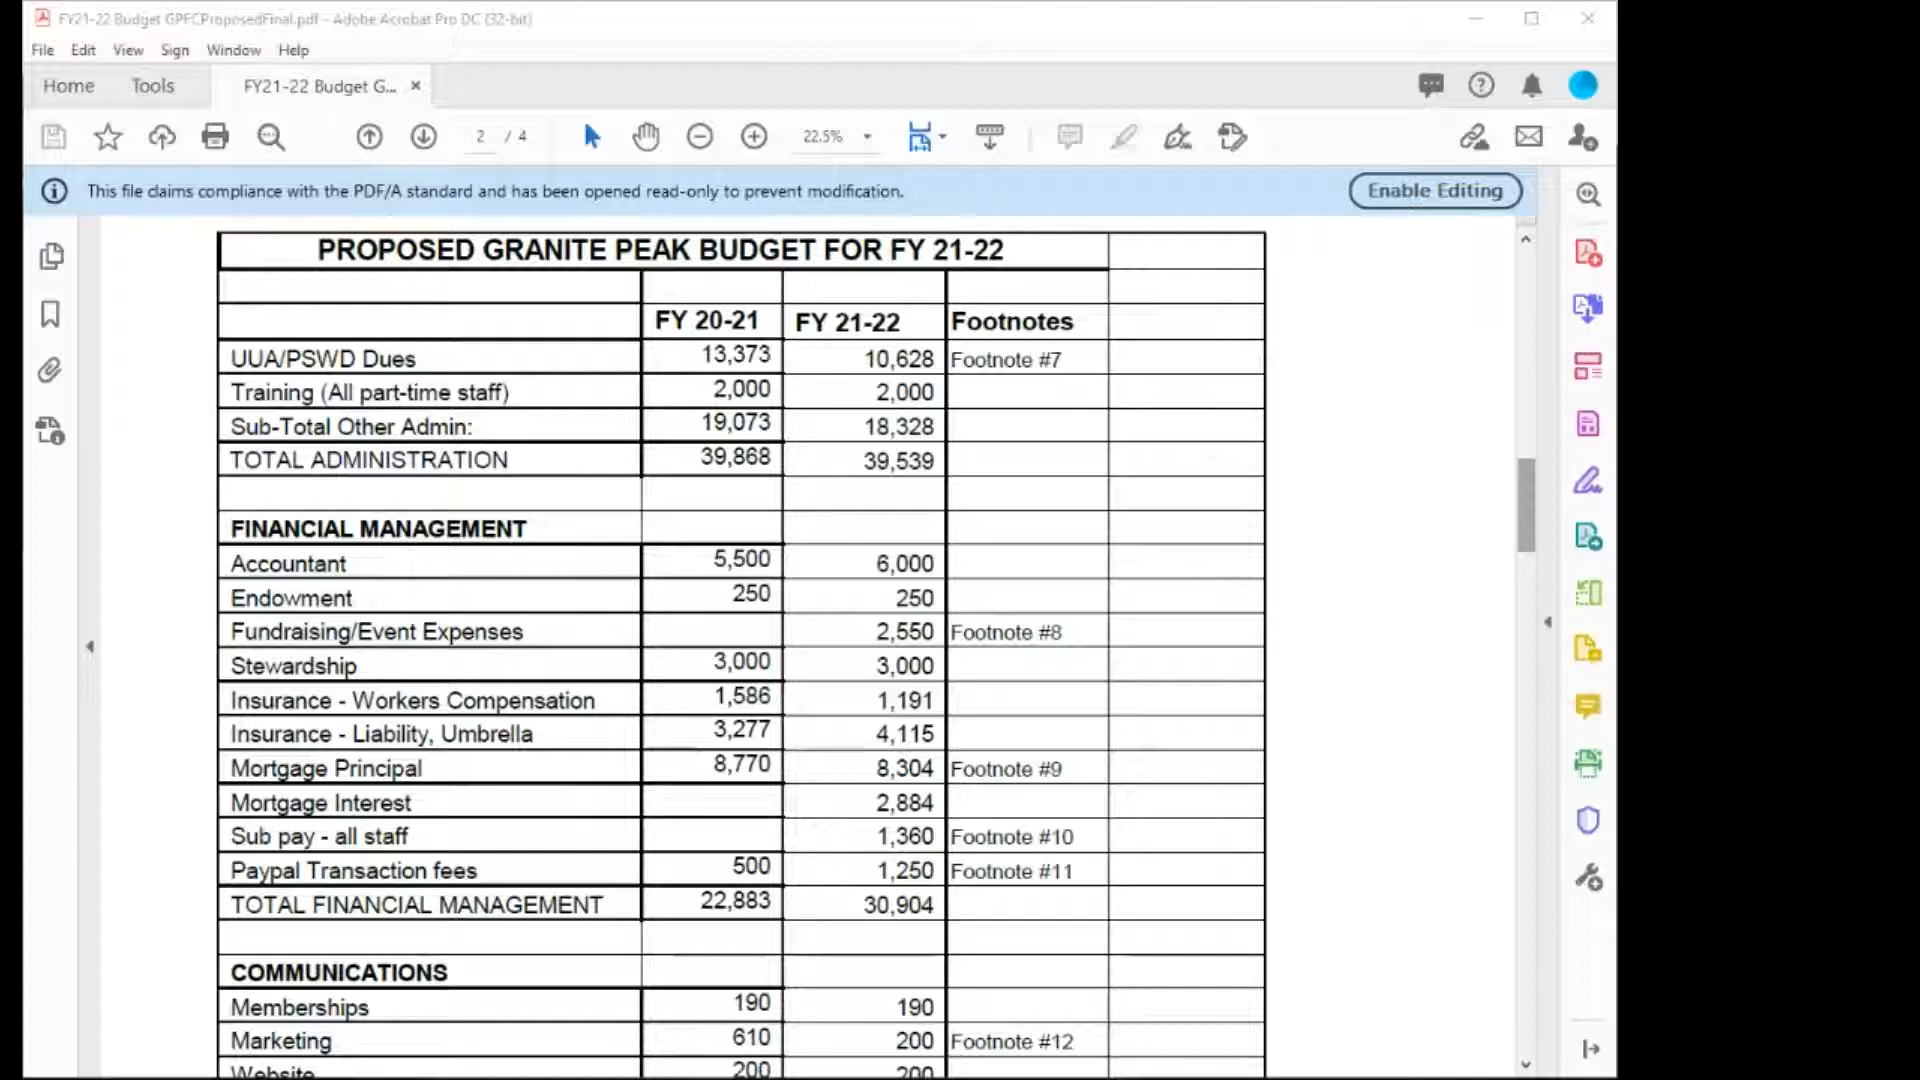 FY21-22 Budget GPFCProposedFinal.pdf - Adobe Acrobat Pro DC (32-bit)
File Edit View Sign Window Help
Home Tools FY21-22 Budget G... ×
2 / 4 22.5%
This file claims compliance with the PDF/A standard and has been opened read-only to prevent modification. Enable Editing
PROPOSED GRANITE PEAK BUDGET FOR FY 21-22
FY 20-21 FY 21-22 Footnotes
UUA/PSWD Dues 13,373 10,628 Footnote #7
Training (All part-time staff) 2,000 2,000
Sub-Total Other Admin: 19,073 18,328
TOTAL ADMINISTRATION 39,868 39,539
FINANCIAL MANAGEMENT
Accountant 5,500 6,000
Endowment 250 250
Fundraising/Event Expenses 2,550 Footnote #8
Stewardship 3,000 3,000
Insurance - Workers Compensation 1,586 1,191
Insurance - Liability, Umbrella 3,277 4,115
Mortgage Principal 8,770 8,304 Footnote #9
Mortgage Interest 2,884
Sub pay - all staff 1,360 Footnote #10
Paypal Transaction fees 500 1,250 Footnote #11
TOTAL FINANCIAL MANAGEMENT 22,883 30,904
COMMUNICATIONS
Memberships 190 190
Marketing 610 200 Footnote #12
Website 200 200